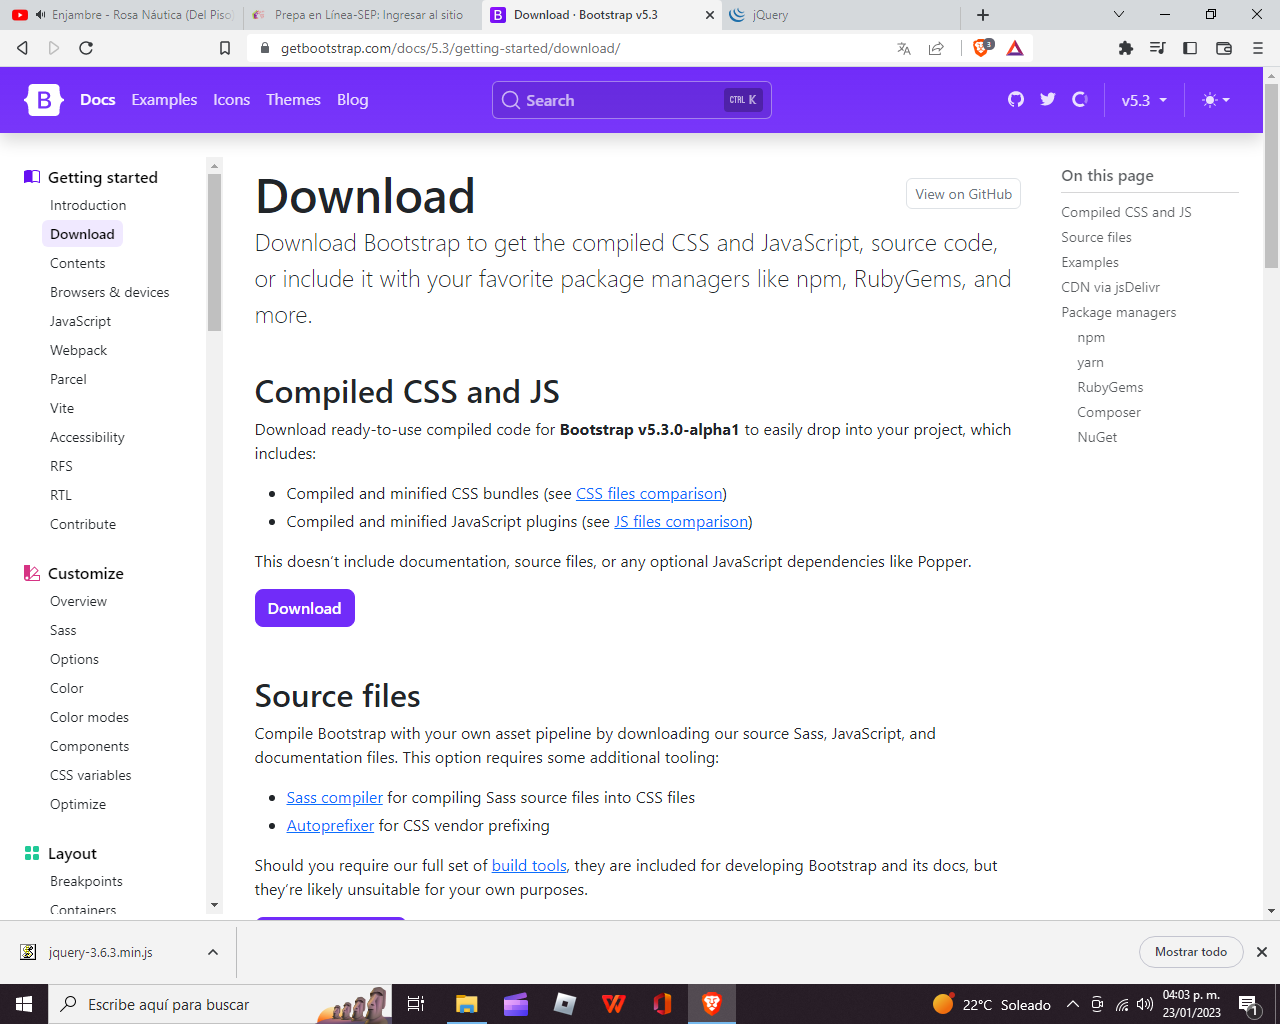 Enjambre - Rosa Náutica (Del Piso
Prepa en Línea-SEP: Ingresar al sitio
Download · Bootstrap v5.3
jQuery
getbootstrap.com/docs/5.3/getting-started/download/
3
B
Docs
Examples
Icons
Themes
Blog
Search
CTRL K
v5.3
Getting started
Introduction
Download
Contents
Browsers & devices
JavaScript
Webpack
Parcel
Vite
Accessibility
RFS
RTL
Contribute
Customize
Overview
Sass
Options
Color
Color modes
Components
CSS variables
Optimize
Layout
Breakpoints
Containers
Download
View on GitHub
Download Bootstrap to get the compiled CSS and JavaScript, source code,
or include it with your favorite package managers like npm, RubyGems, and
more.
Compiled CSS and JS
Download ready-to-use compiled code for Bootstrap v5.3.0-alpha1 to easily drop into your project, which
includes:
• Compiled and minified CSS bundles (see CSS files comparison)
• Compiled and minified JavaScript plugins (see JS files comparison)
This doesn’t include documentation, source files, or any optional JavaScript dependencies like Popper.
Download
Source files
Compile Bootstrap with your own asset pipeline by downloading our source Sass, JavaScript, and
documentation files. This option requires some additional tooling:
• Sass compiler for compiling Sass source files into CSS files
• Autoprefixer for CSS vendor prefixing
Should you require our full set of build tools, they are included for developing Bootstrap and its docs, but
they’re likely unsuitable for your own purposes.
On this page
Compiled CSS and JS
Source files
Examples
CDN via jsDelivr
Package managers
npm
yarn
RubyGems
Composer
NuGet
jquery-3.6.3.min.js
Mostrar todo
Escribe aquí para buscar
22°C Soleado
04:03 p. m.
23/01/2023
1